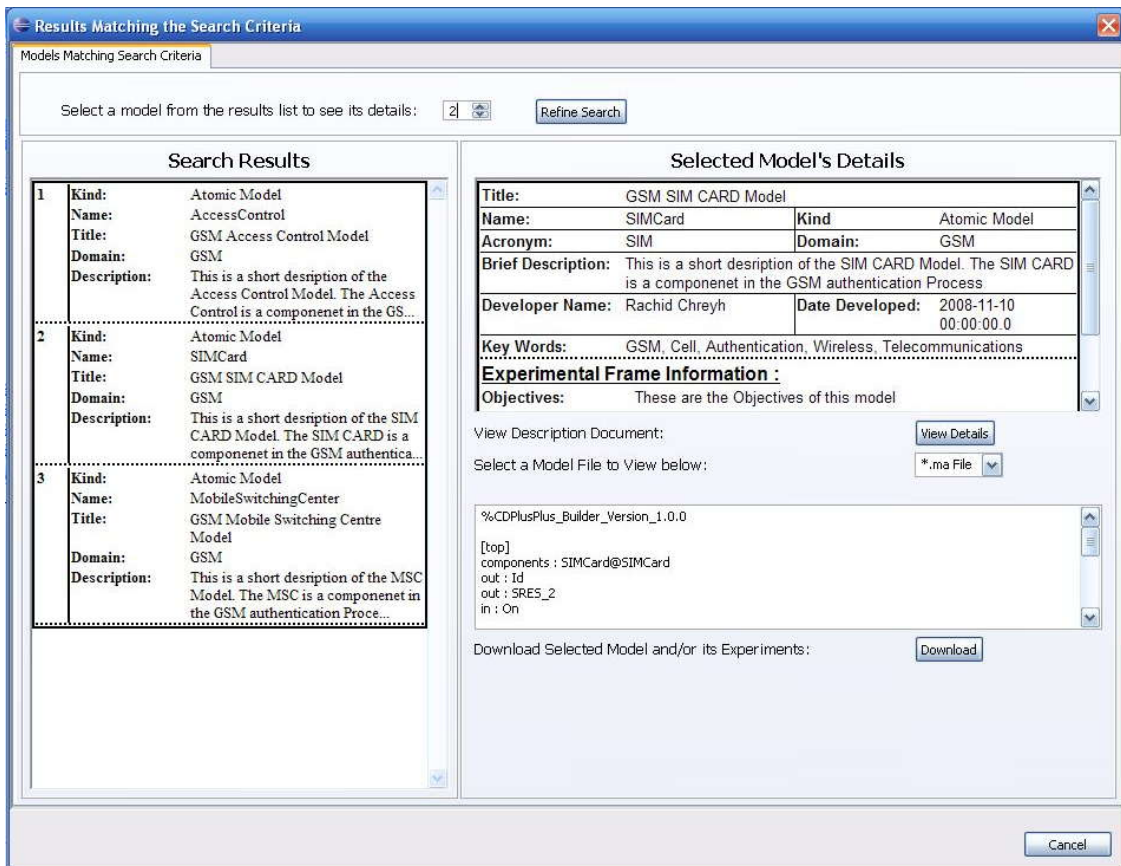 Results Matching the Search Criteria
Models Matching Search Criteria
Select a model from the results list to see its details: 2 Refine Search
Search Results
1 Kind: Atomic Model
Name: AccessControl
Title: GSM Access Control Model
Domain: GSM
Description: This is a short desription of the
Access Control Model. The Access
Control is a componenet in the GS...
2 Kind: Atomic Model
Name: SIMCard
Title: GSM SIM CARD Model
Domain: GSM
Description: This is a short desription of the SIM
CARD Model. The SIM CARD is a
componenet in the GSM authentica...
3 Kind: Atomic Model
Name: MobileSwitchingCenter
Title: GSM Mobile Switching Centre
Model
Domain: GSM
Description: This is a short desription of the MSC
Model. The MSC is a componenet in
the GSM authentication Proce...
Selected Model's Details
Title: GSM SIM CARD Model
Name: SIMCard Kind Atomic Model
Acronym: SIM Domain: GSM
Brief Description: This is a short desription of the SIM CARD Model. The SIM CARD
is a componenet in the GSM authentication Process
Developer Name: Rachid Chreyh Date Developed: 2008-11-10
00:00:00.0
Key Words: GSM, Cell, Authentication, Wireless, Telecommunications
Experimental Frame Information :
Objectives: These are the Objectives of this model
View Description Document: View Details
Select a Model File to View below: *.ma File
%CDPlusPlus_Builder_Version_1.0.0
[top]
components : SIMCard@SIMCard
out : Id
out : SRES_2
in : On
Download Selected Model and/or its Experiments: Download
Cancel